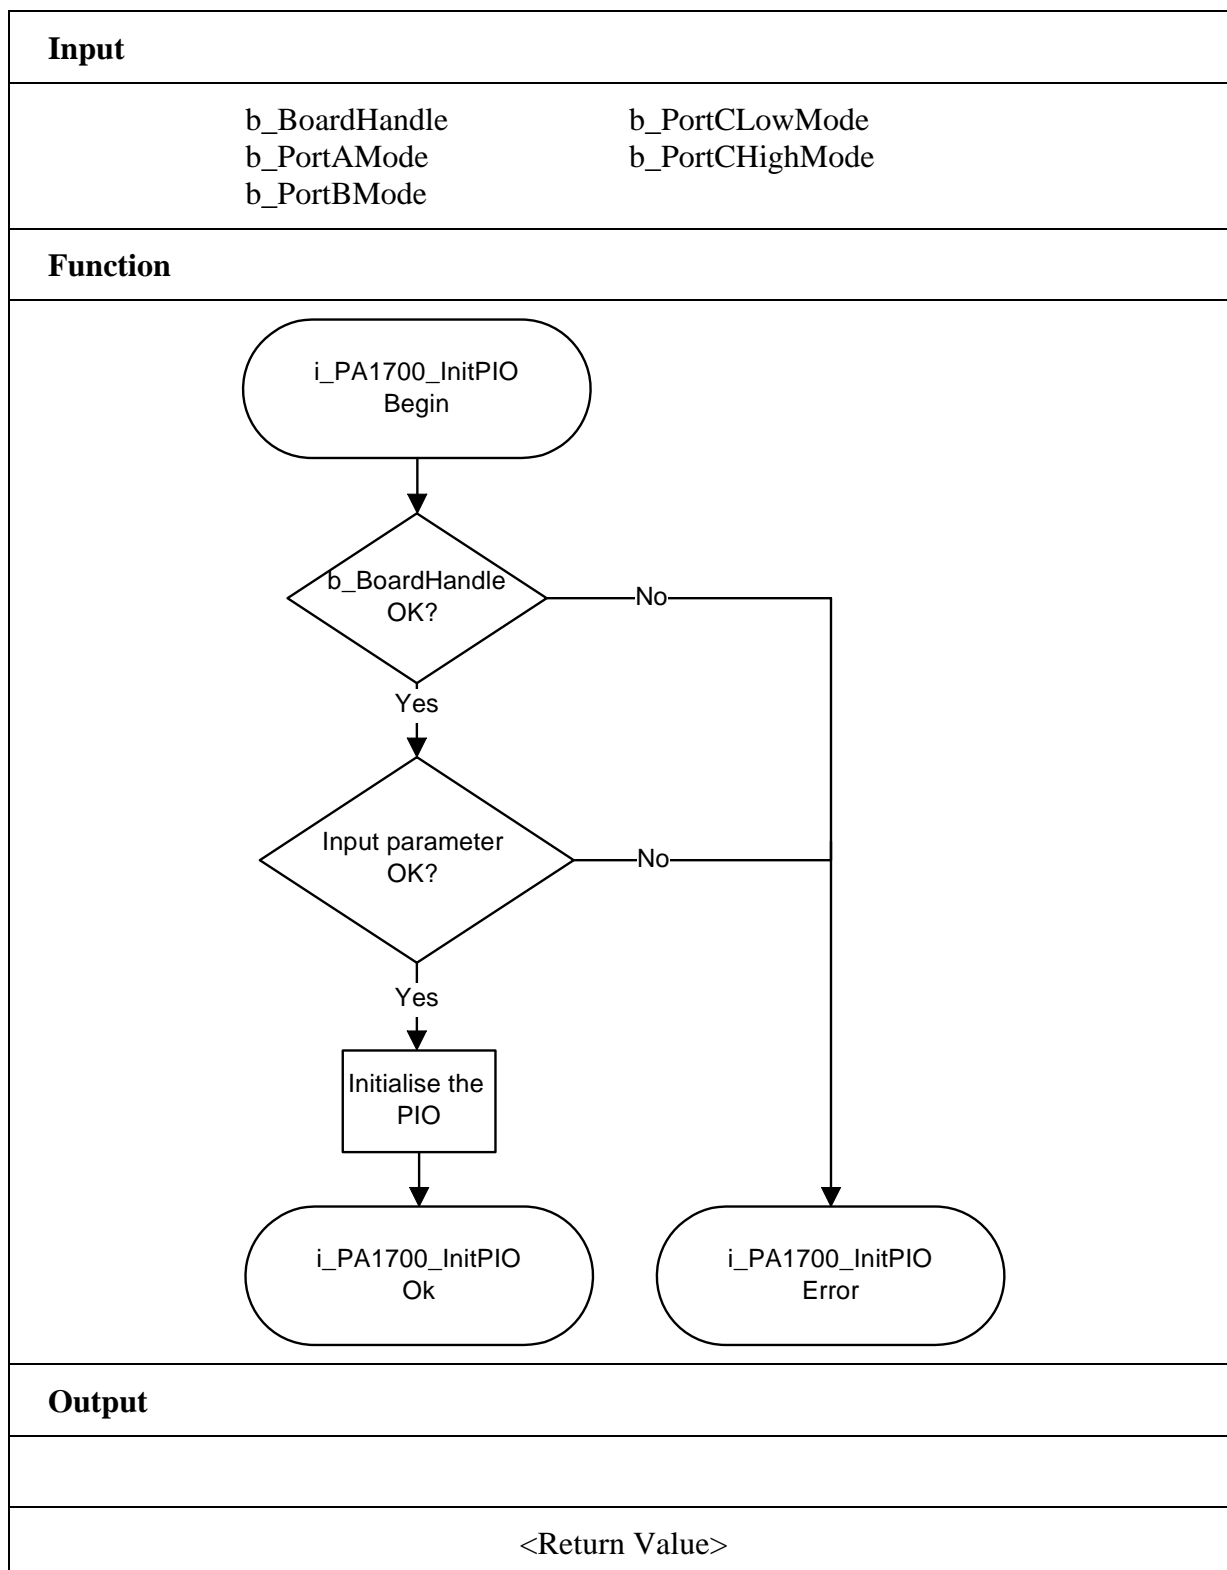 Input
b_BoardHandle b_PortCLowMode
b_PortAMode b_PortCHighMode
b_PortBMode
Function
i_PA1700_InitPIO
Begin
b_BoardHandle
OK?
No
Yes
Input parameter
OK?
No
Yes
Initialise the
PIO
i_PA1700_InitPIO
Ok
i_PA1700_InitPIO
Error
Output
<Return Value>